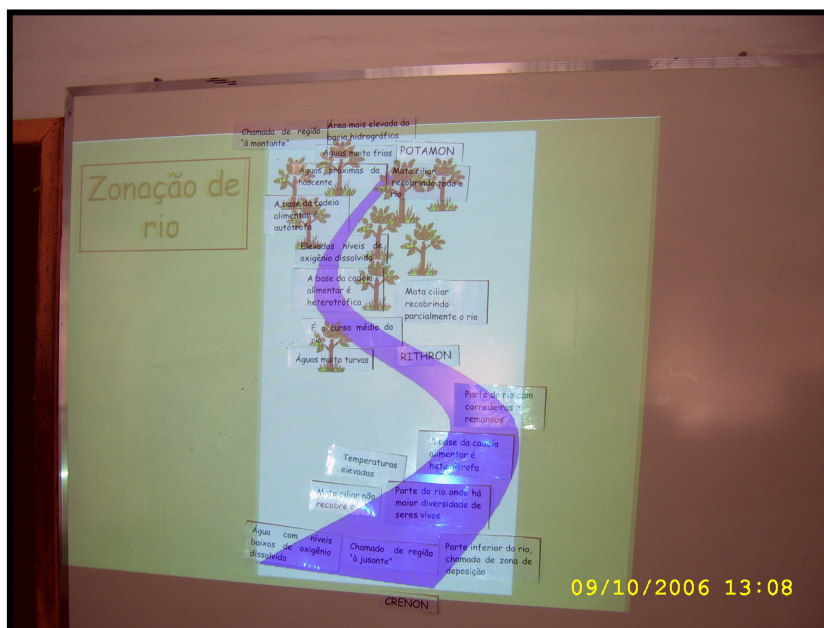 Zonação de
rio
Chamada de região
"à montante"
Área mais elevada da
bacia hidrográfica
Águas muito frias
POTAMON
Águas próximas da
nascente
Mata ciliar
recobrindo todo o
rio
A base da cadeia
alimentar é
autótrofa
Elevados níveis de
oxigênio dissolvido
A base da cadeia
alimentar é
heterotrófica
Mata ciliar
recobrindo
parcialmente o rio
É o curso médio do
rio
Águas muito turvas
RITHRON
Parte do rio com
corredeiras e
remansos
A base da cadeia
alimentar é
Temperaturas
elevadas
Mata ciliar não
recobre o
Parte do rio onde há
maior diversidade de
seres vivos
Água com níveis
baixos de oxigênio
dissolvido
Chamado de região
"à jusante"
Parte inferior do rio,
chamado de zona de
deposição
CRENON
09/10/2006 13:08